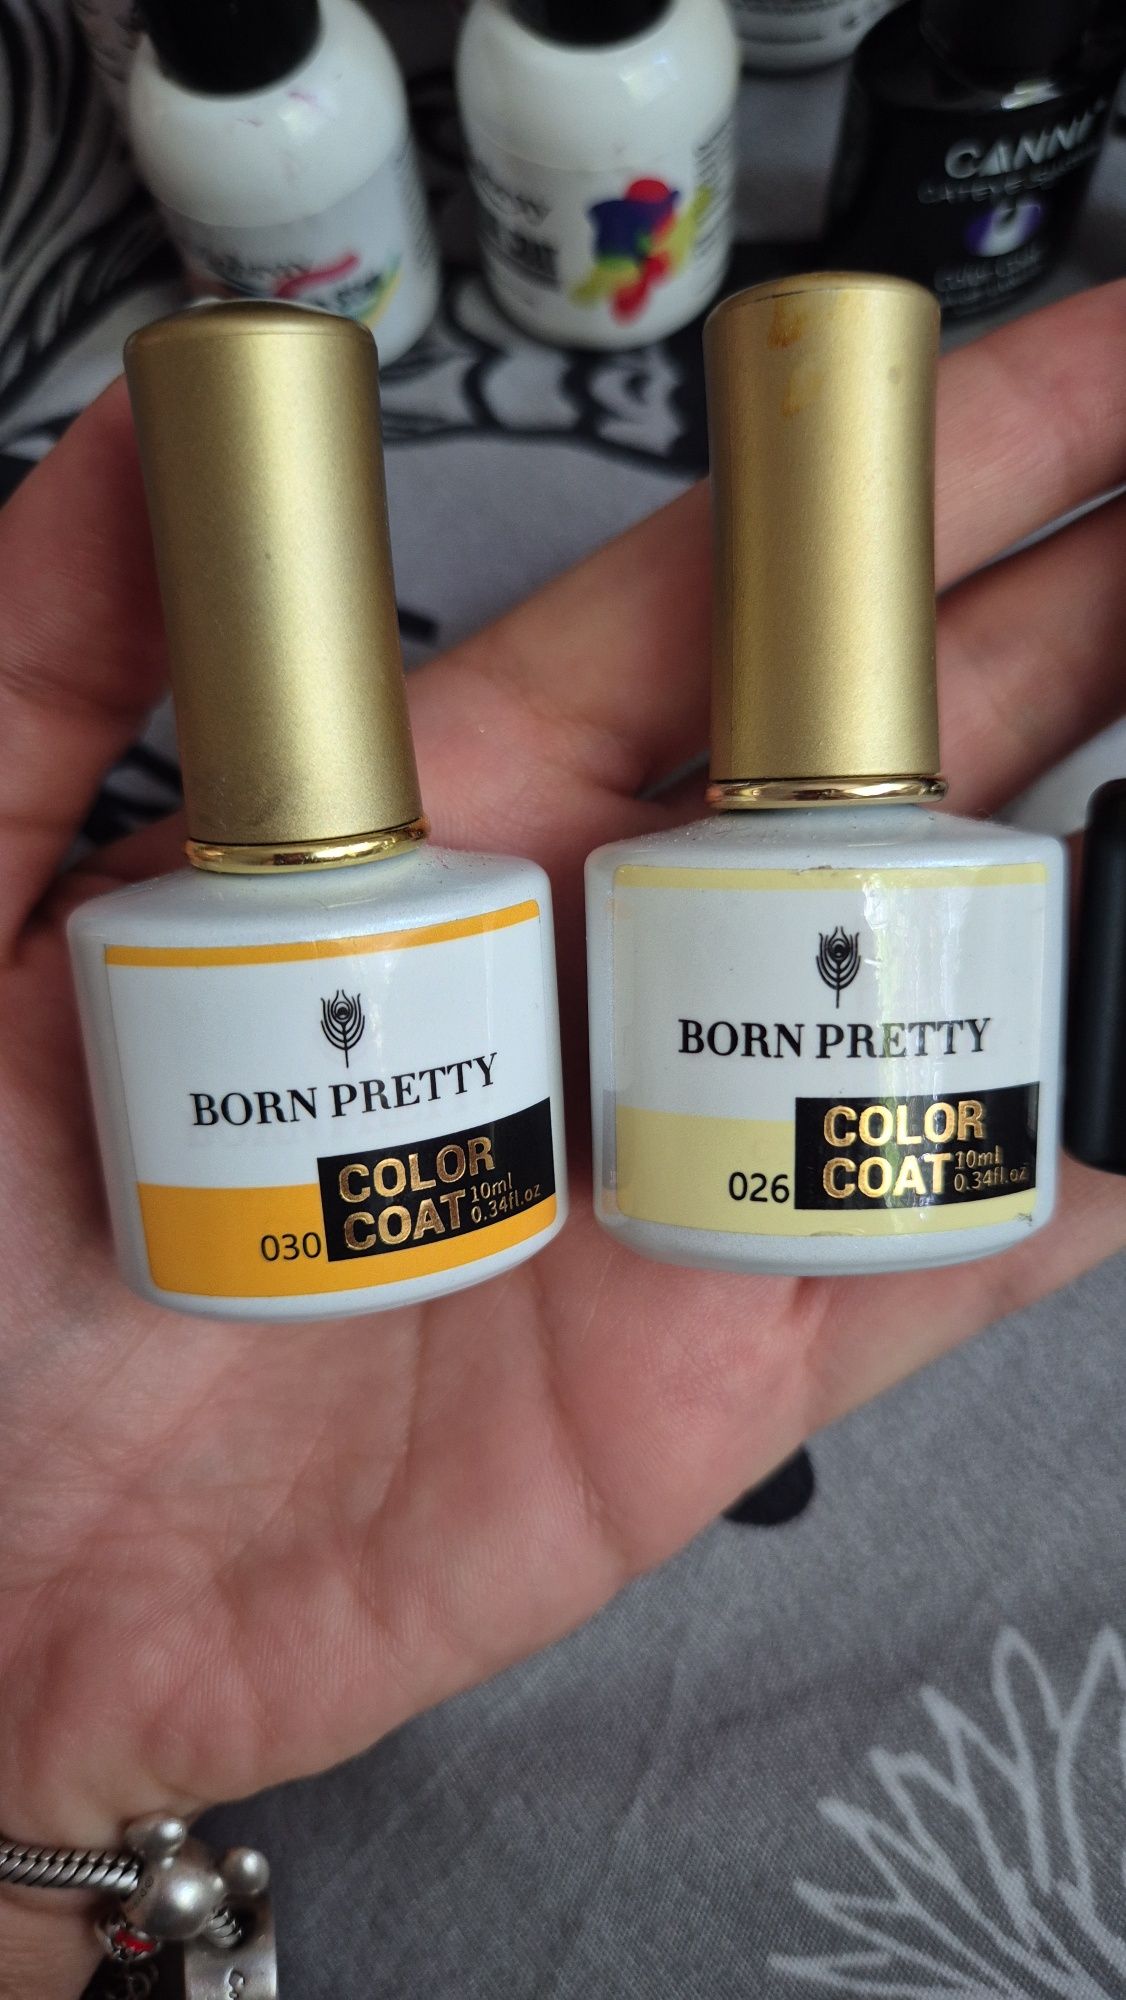 CANNI
BORN PRETTY
COLOR
COAT 10ml
0.34fl.oz
030
BORN PRETTY
COLOR
COAT 10ml
0.34fl.oz
026